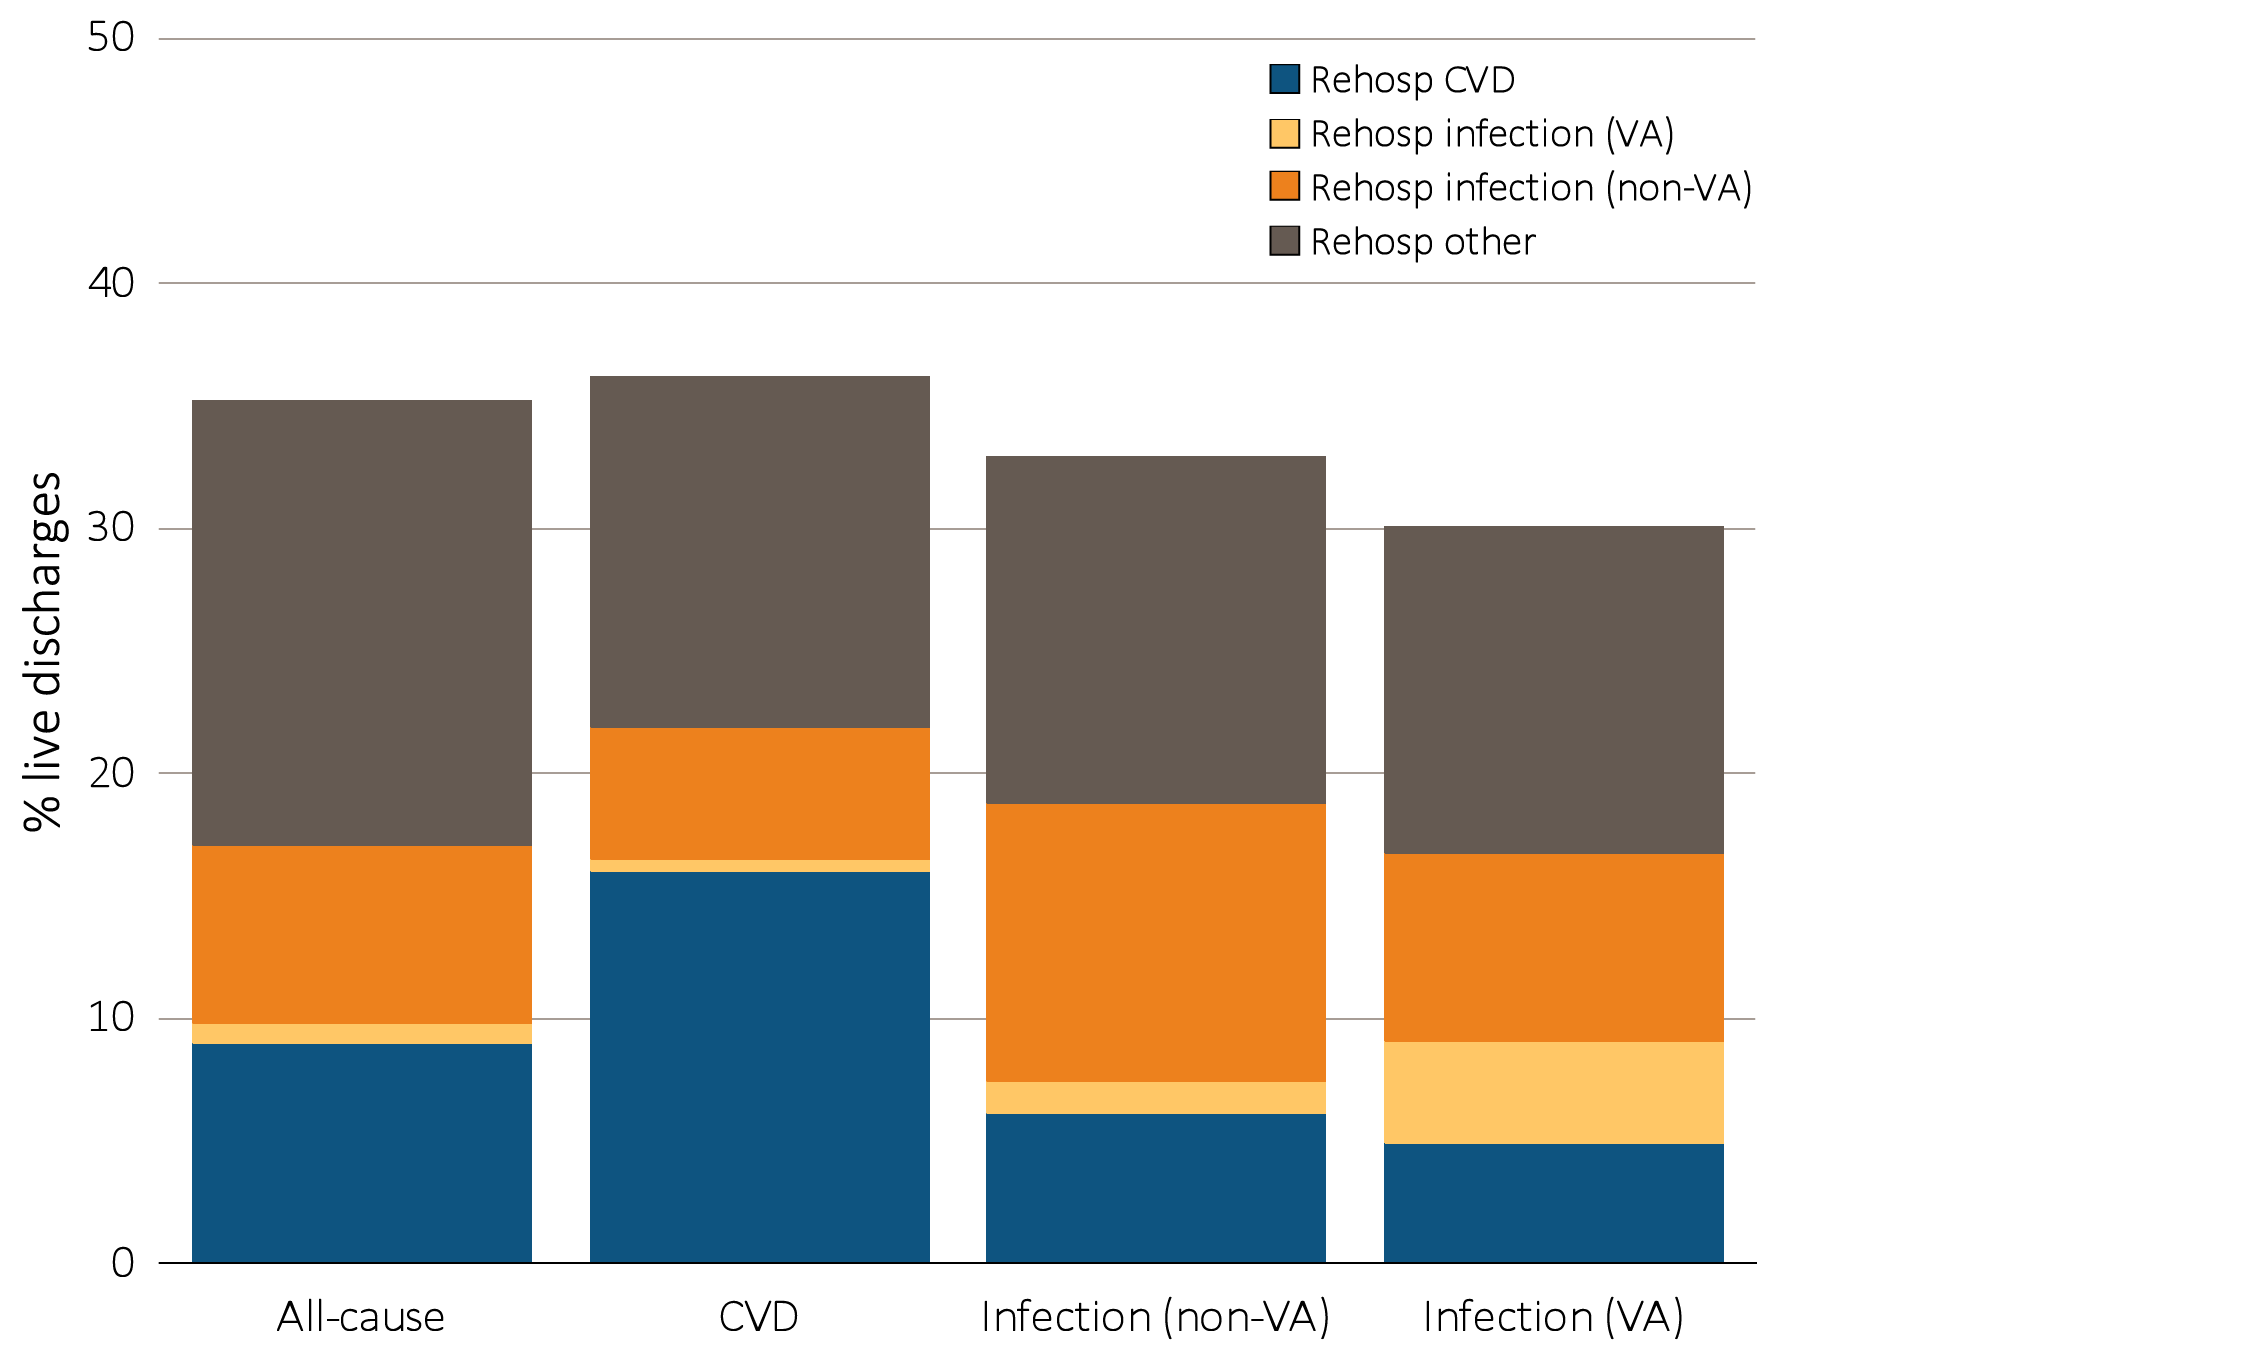 50
Rehosp CVD
Rehosp infection (VA)
Rehosp infection (non-VA)
Rehosp other
40
30
20
10
0
% live discharges
All-cause
CVD
Infection (non-VA)
Infection (VA)